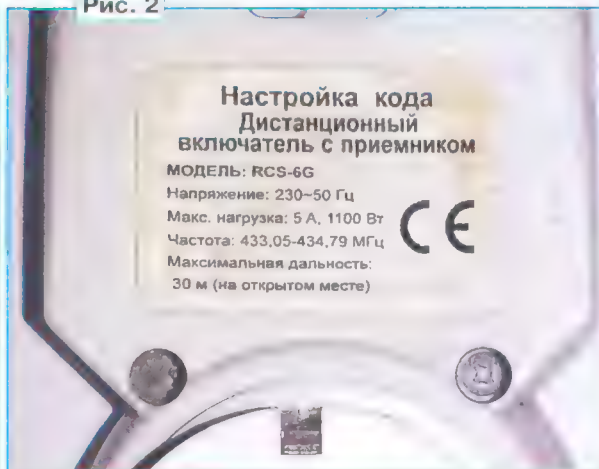 Рис. 2
Настройка кода
Дистанционный
включатель с приемником
МОДЕЛЬ: RCS-6G
Напряжение: 230~50 Гц
Макс. нагрузка: 5 А, 1100 Вт
Частота: 433,05-434,79 МГц
Максимальная дальность:
30 м (на открытом месте)
CE